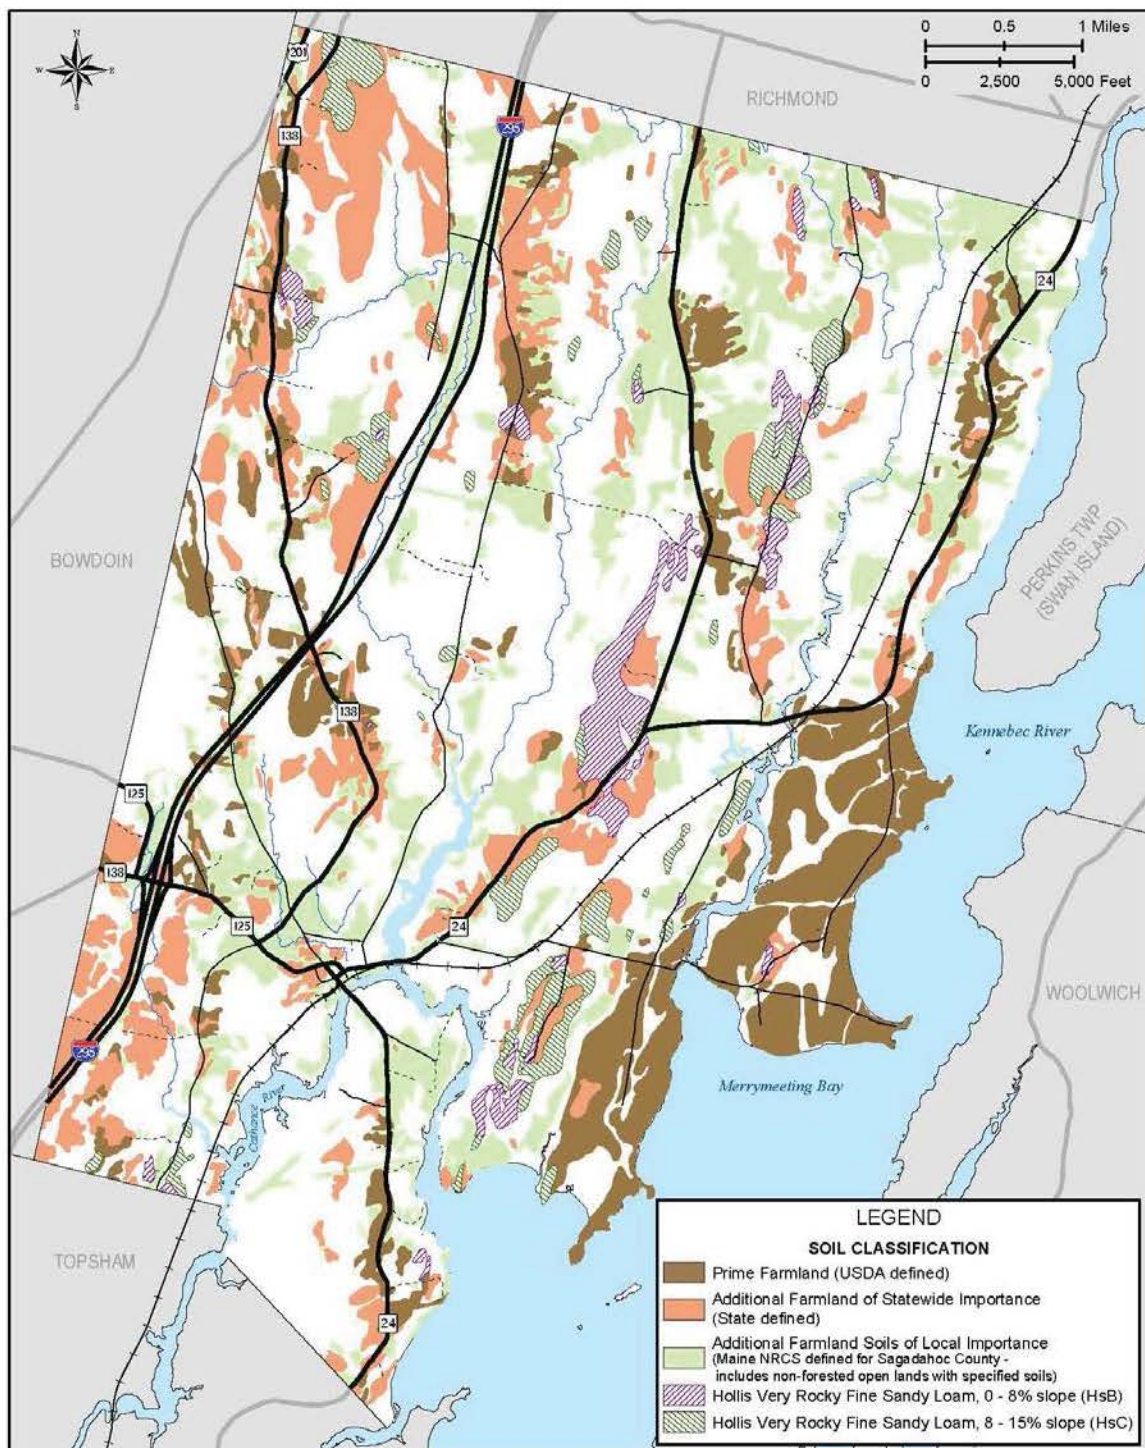 0 0.5 1 Miles
0 2,500 5,000 Feet
N
W E
S
201
RICHMOND
295
138
24
BOWDOIN
PERKINS TWP
(SWAN ISLAND)
138
Kennebec River
125
138
24
125
WOOLWICH
295
Merrymeeting Bay
Cathance River
TOPSHAM
24
LEGEND
SOIL CLASSIFICATION
Prime Farmland (USDA defined)
Additional Farmland of Statewide Importance
(State defined)
Additional Farmland Soils of Local Importance
(Maine NRCS defined for Sagadahoc County -
includes non-forested open lands with specified soils)
Hollis Very Rocky Fine Sandy Loam, 0 - 8% slope (HsB)
Hollis Very Rocky Fine Sandy Loam, 8 - 15% slope (HsC)